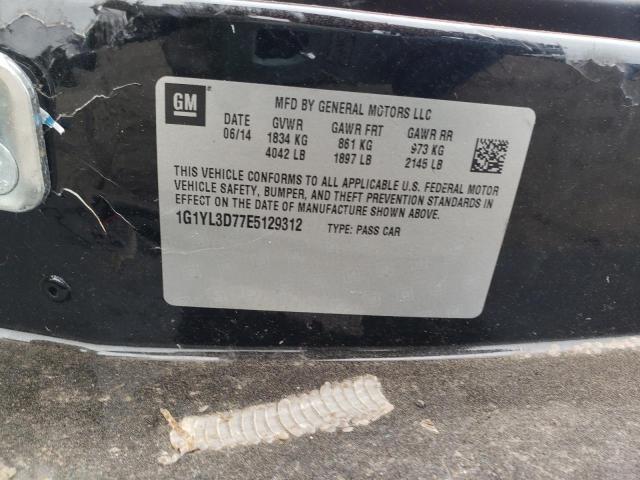 GM
MFD BY GENERAL MOTORS LLC
DATE GVWR GAWR FRT GAWR RR
06/14 1834 KG 861 KG 973 KG
4042 LB 1897 LB 2145 LB
THIS VEHICLE CONFORMS TO ALL APPLICABLE U.S. FEDERAL MOTOR
VEHICLE SAFETY, BUMPER, AND THEFT PREVENTION STANDARDS IN
EFFECT ON THE DATE OF MANUFACTURE SHOWN ABOVE.
1G1YL3D77E5129312 TYPE: PASS CAR